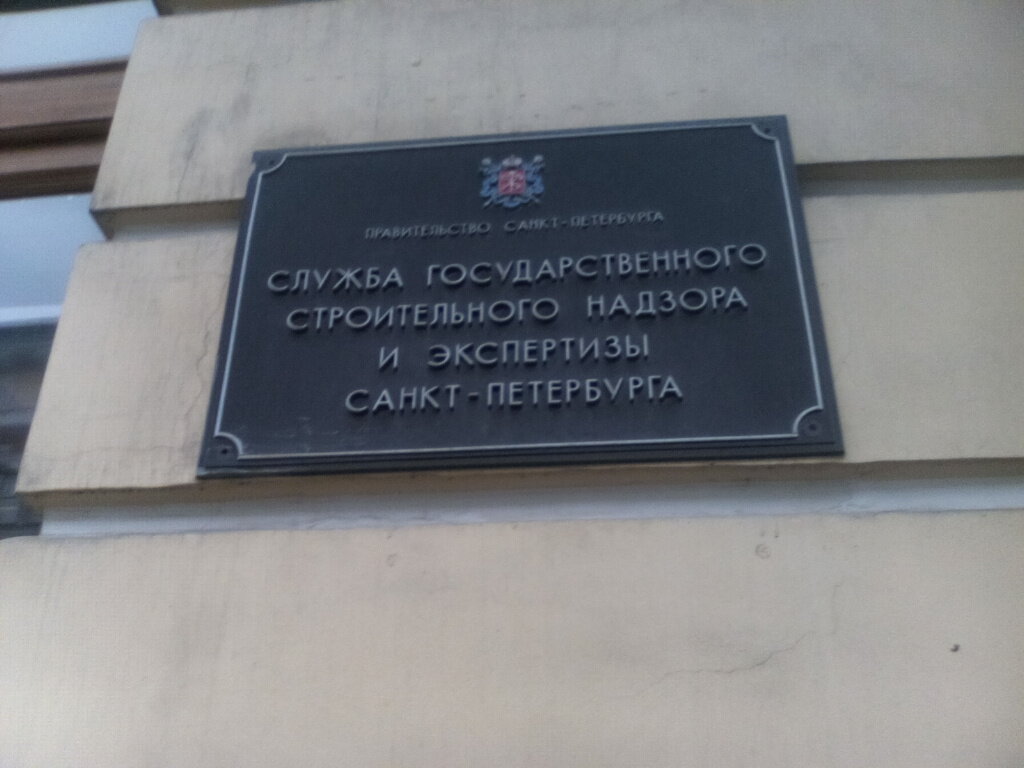 ПРАВИТЕЛЬСТВО САНКТ-ПЕТЕРБУРГА
СЛУЖБА ГОСУДАРСТВЕННОГО
СТРОИТЕЛЬНОГО НАДЗОРА
И ЭКСПЕРТИЗЫ
САНКТ-ПЕТЕРБУРГА